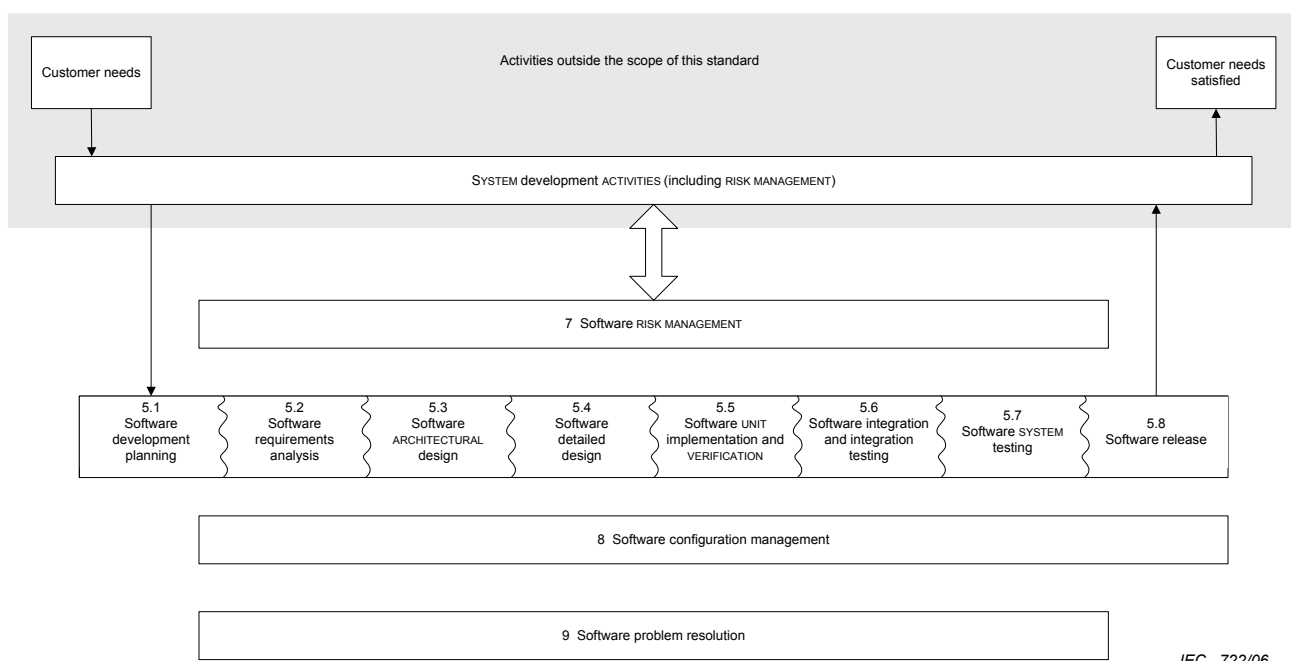 Activities outside the scope of this standard
Customer needs
Customer needs
satisfied
SYSTEM development ACTIVITIES (including RISK MANAGEMENT)
7 Software RISK MANAGEMENT
5.1
Software
development
planning
5.2
Software
requirements
analysis
5.3
Software
ARCHITECTURAL
design
5.4
Software
detailed
design
5.5
Software UNIT
implementation and
VERIFICATION
5.6
Software integration
and integration
testing
5.7
Software SYSTEM
testing
5.8
Software release
8 Software configuration management
9 Software problem resolution
IEC 722/06